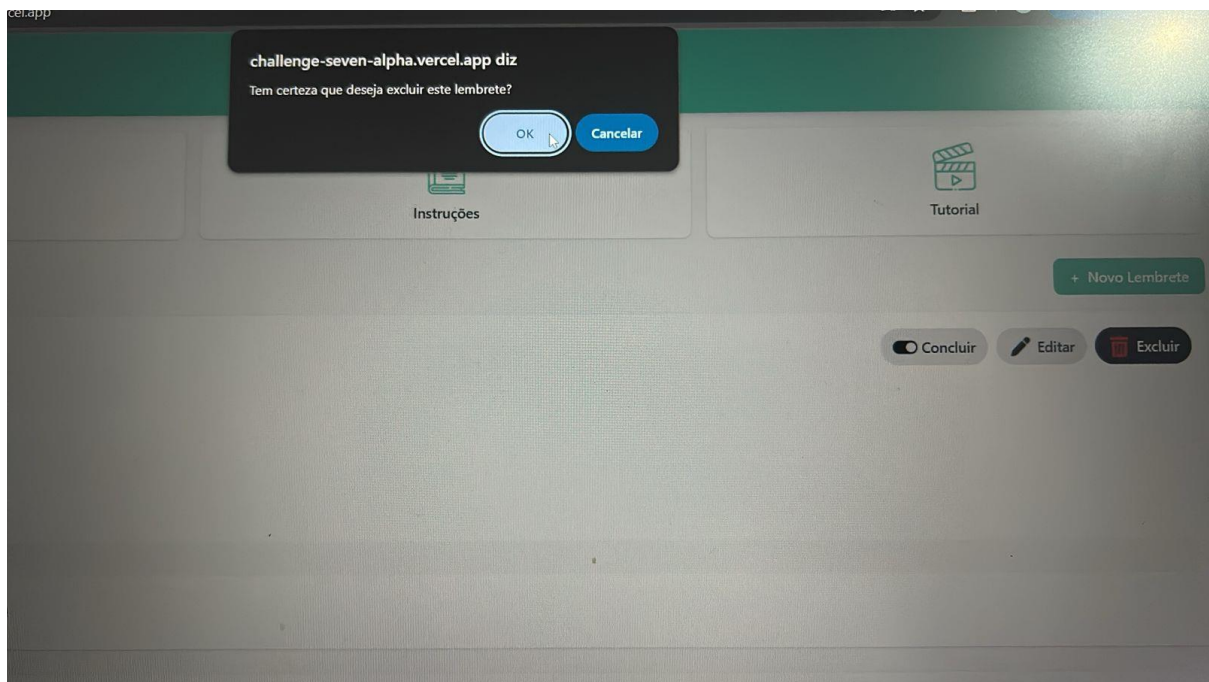 cel.app
challenge-seven-alpha.vercel.app diz
Tem certeza que deseja excluir este lembrete?
OK
Cancelar
Instruções
Tutorial
+ Novo Lembrete
Concluir
Editar
Excluir